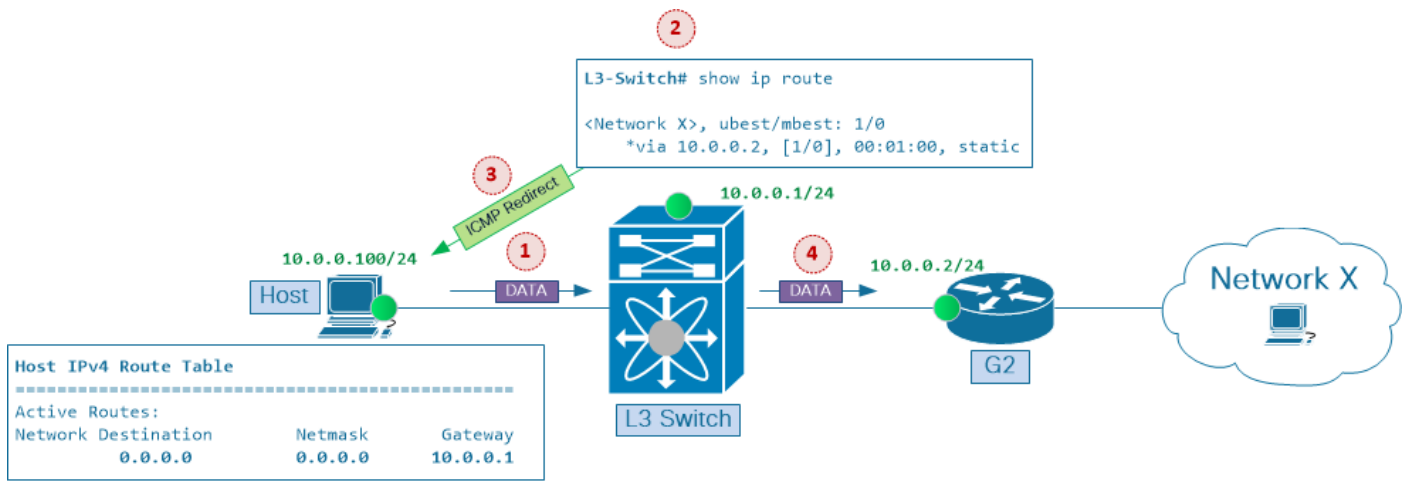 2
L3-Switch# show ip route
<Network X>, ubest/mbest: 1/0
*via 10.0.0.2, [1/0], 00:01:00, static
3
ICMP Redirect
10.0.0.1/24
10.0.0.100/24
1
4
10.0.0.2/24
Host
DATA
DATA
Network X
G2
L3 Switch
Host IPv4 Route Table
=================================================
Active Routes:
Network Destination Netmask Gateway
0.0.0.0 0.0.0.0 10.0.0.1